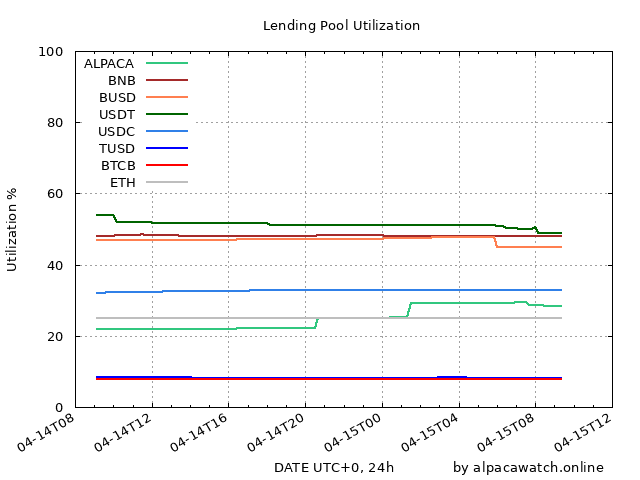 Lending Pool Utilization
100
80
60
40
20
0
Utilization %
ALPACA
BNB
BUSD
USDT
USDC
TUSD
BTCB
ETH
04-14T08
04-14T12
04-14T16
04-14T20
04-15T00
04-15T04
04-15T08
04-15T12
DATE UTC+0, 24h
by alpacawatch.online